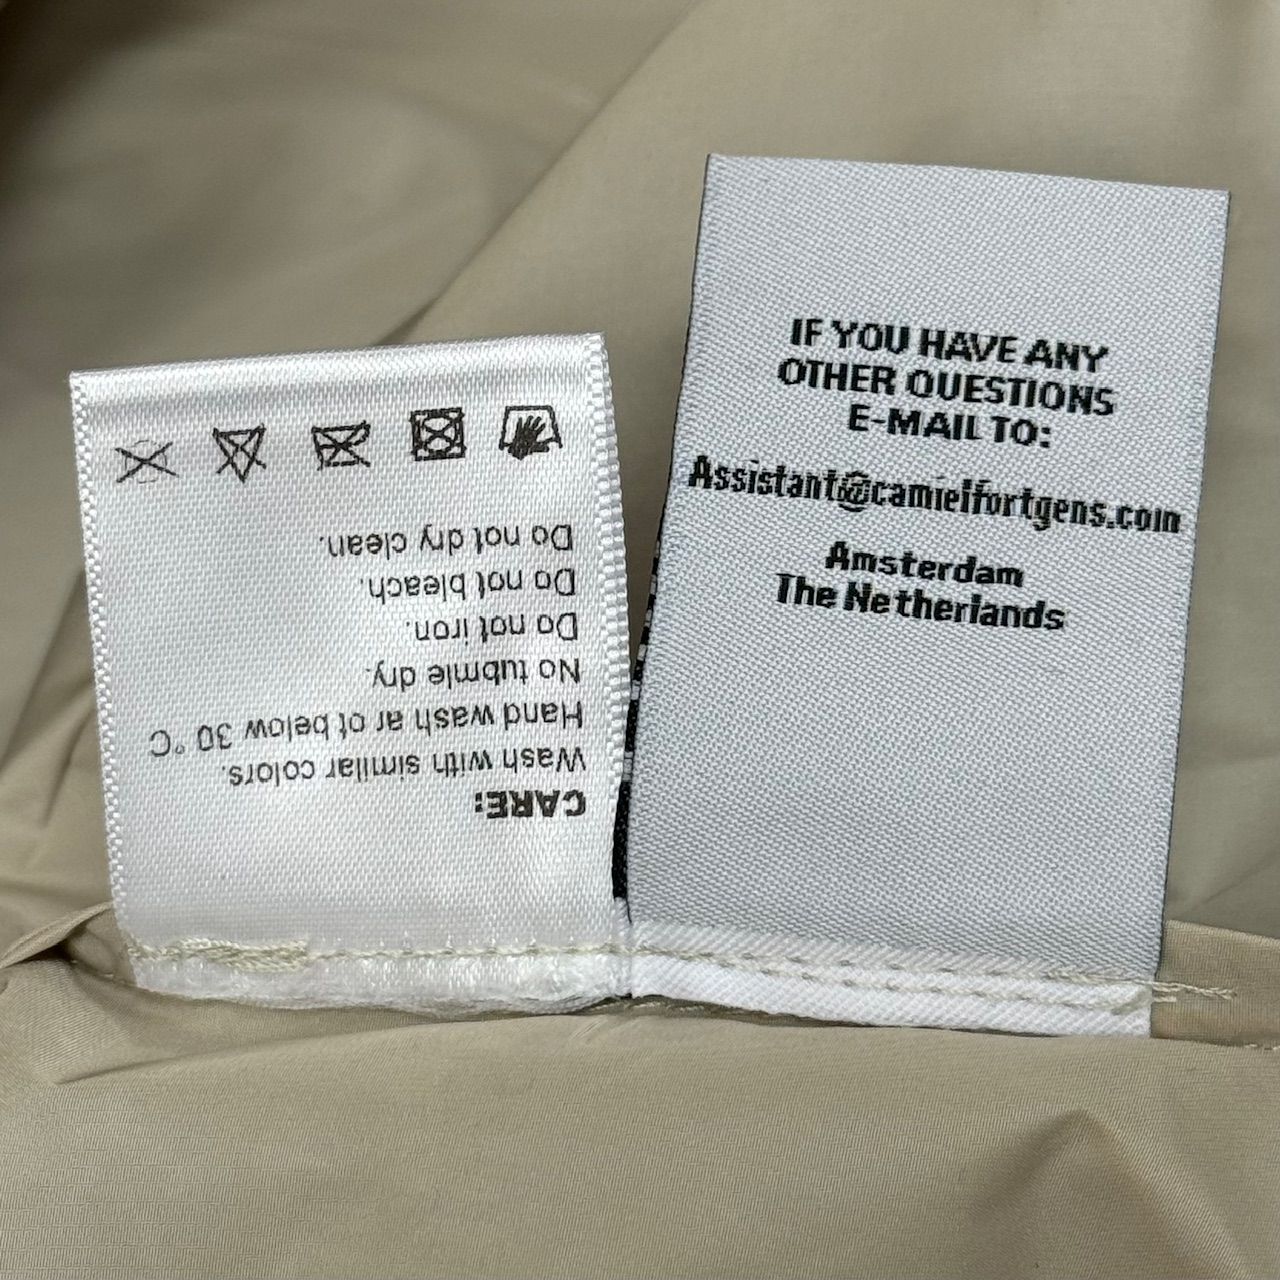 CARE:
Wash with similar colors.
Hand wash ar of below 30 °C
No tubmle dry.
Do not iron.
Do not bleach.
Do not dry clean.
IF YOU HAVE ANY
OTHER QUESTIONS
E-MAIL TO:
Assistant@camielfortgens.com
Amsterdam
The Netherlands